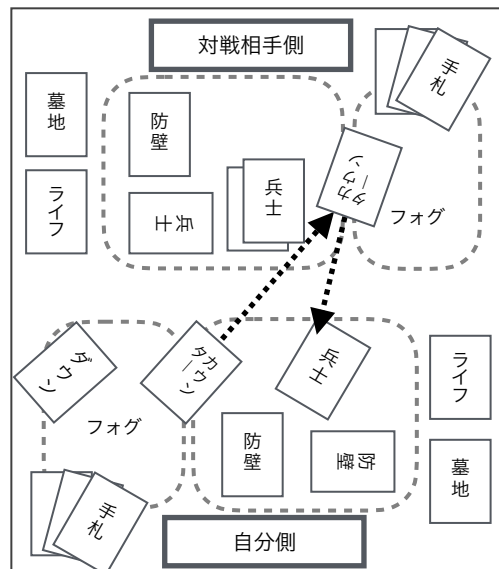 対戦相手側
手札
墓地
防壁
タカウン
ー
兵士
ライフ
兵士
フォグ
ダウン
タカ
ーウン
兵士
ライフ
フォグ
防壁
防壁
墓地
手札
自分側